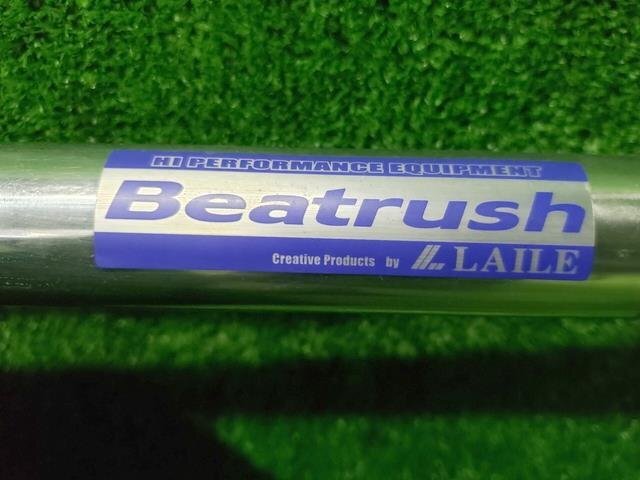 HI PERFORMANCE EQUIPMENT
Beatrush
Creative Products by LAILE